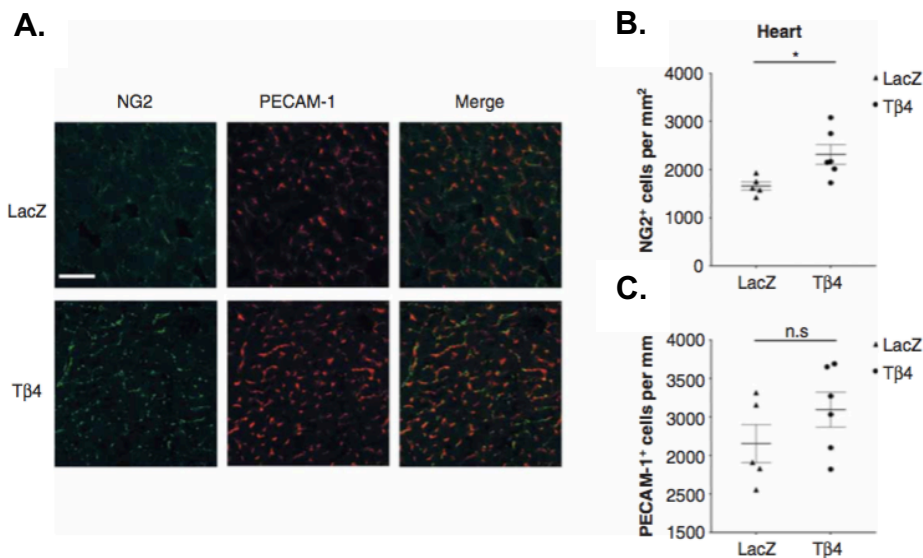 A.
NG2 PECAM-1 Merge
LacZ
Tβ4
B.
Heart
*
LacZ
Tβ4
NG2+ cells per mm2
4000
3000
2000
1000
0
LacZ Tβ4
C.
n.s
LacZ
Tβ4
PECAM-1+ cells per mm
4000
3500
3000
2000
2500
1500
LacZ Tβ4